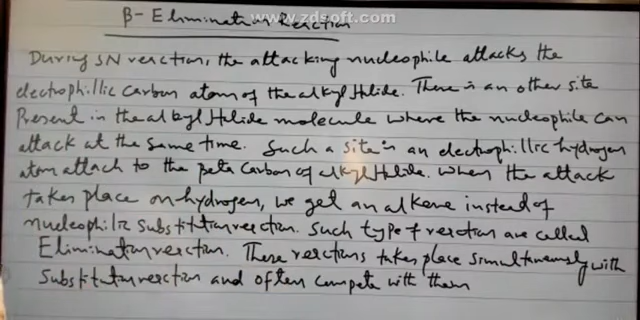 www.zdsoft.com
β- Elimination Reaction
During SN reaction, the attacking nucleophile attacks the
electrophillic carbon atom of the alkyl Halide. There is an other site
Present in the alkyl Halide molecule where the nucleophile can
attack at the same time. Such a site is an electrophillic hydrogen
atom attach to the peta carbon of alkyl Halide. when the attack
takes place on hydrogen, we get an alkene instead of
nucleophilic substitution reaction. Such type of reaction are called
Elimination reaction. These reactions takes place simultaneously with
Substitution reaction and often compete with them